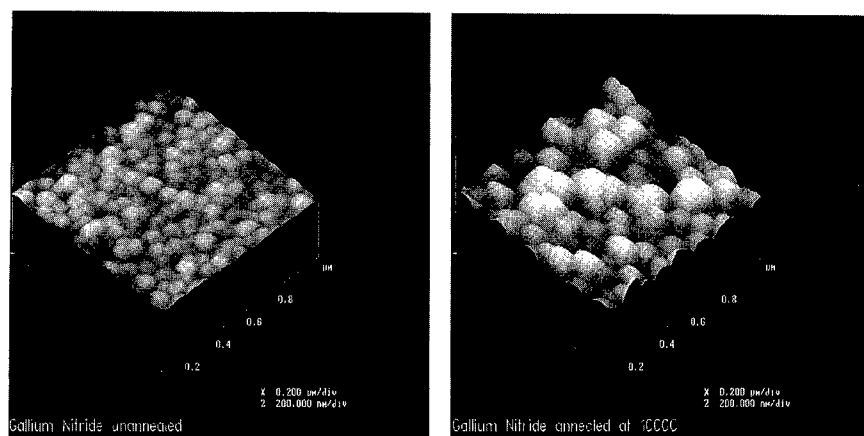 µM
0.8
0.6
0.4
0.2
X 0.200 µm/div
Z 200.000 nm/div
Gallium Nitride unannealed
µM
0.8
0.6
0.4
0.2
X 0.200 µm/div
Z 200.000 nm/div
Gallium Nitride annealed at